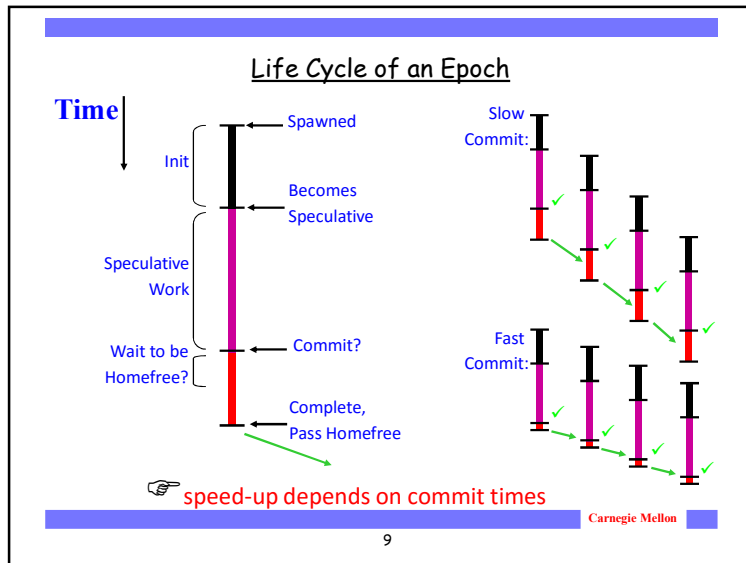 Life Cycle of an Epoch
Time
Spawned
Init
Becomes
Speculative
Speculative
Work
Wait to be
Homefree?
Commit?
Complete,
Pass Homefree
Slow
Commit:
Fast
Commit:
speed-up depends on commit times
Carnegie Mellon
9